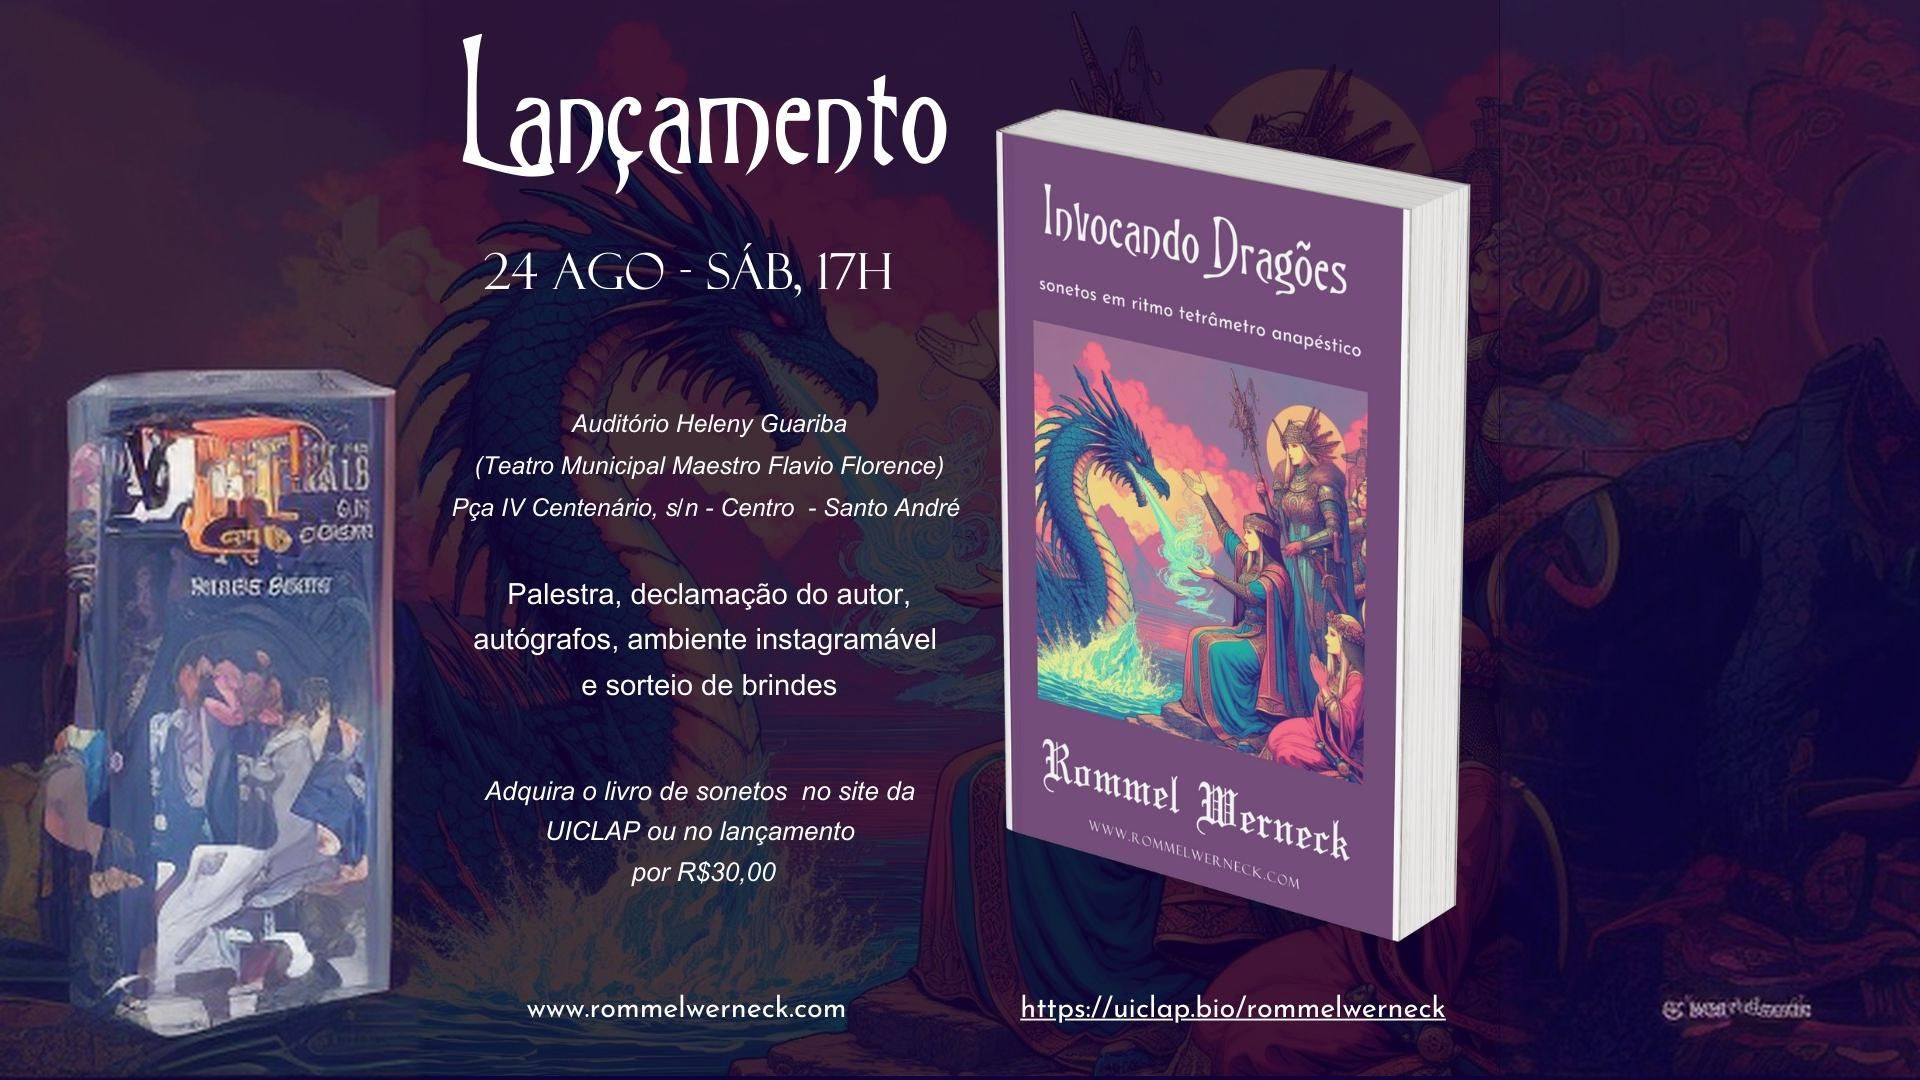 Lançamento
24 AGO - SÁB, 17H
Auditório Heleny Guariba
(Teatro Municipal Maestro Flavio Florence)
Pça IV Centenário, s/n - Centro - Santo André
Palestra, declamação do autor,
autógrafos, ambiente instagramável
e sorteio de brindes
Adquira o livro de sonetos no site da
UICLAP ou no lançamento
por R$30,00
www.rommelwerneck.com
Invocando Dragões
sonetos em ritmo tetrâmetro anapéstico
Rommel Werneck
WWW.ROMMELWERNECK.COM
https://uiclap.bio/rommelwerneck